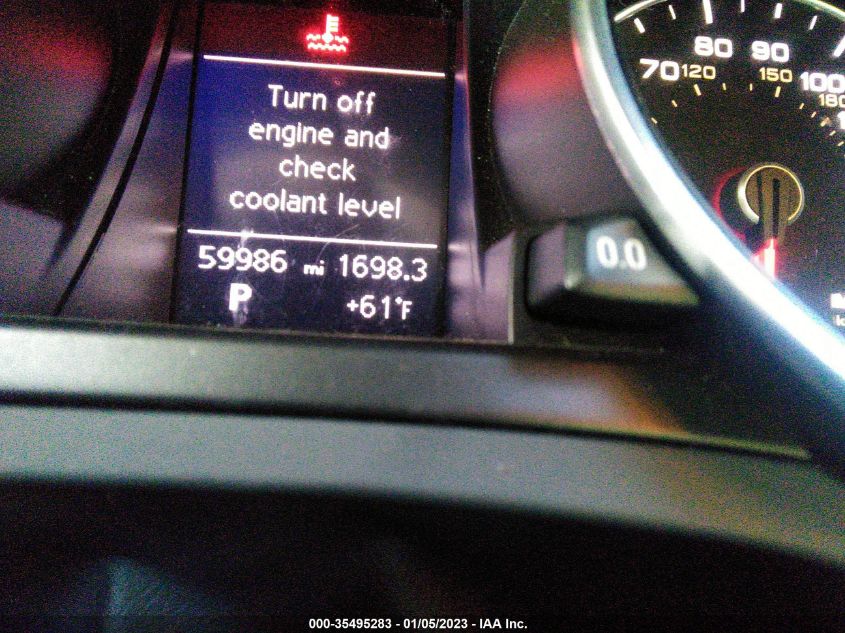 Turn off
engine and
check
coolant level
59986 mi 1698.3
P +61°F
0.0
70 80 90 100
120 150 180
000-35495283 - 01/05/2023 - IAA Inc.